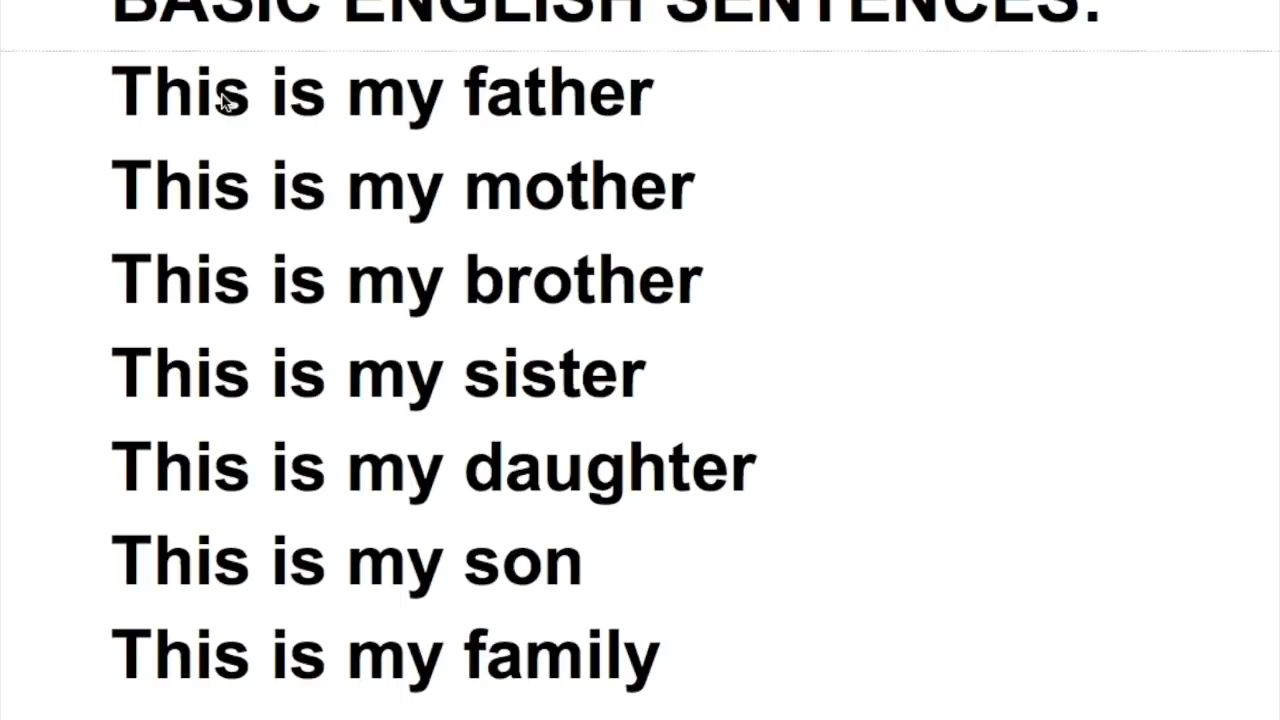 BASIC ENGLISH SENTENCES:
This is my father
This is my mother
This is my brother
This is my sister
This is my daughter
This is my son
This is my family